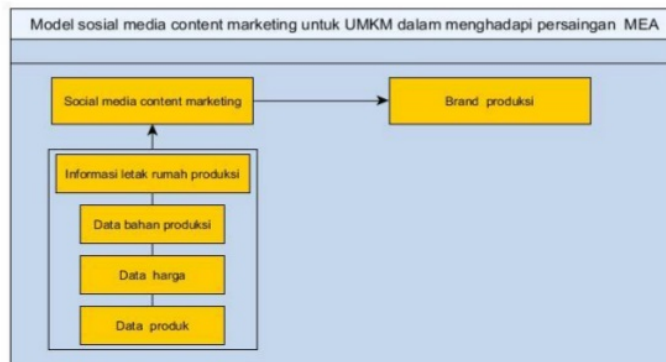 Model sosial media content marketing untuk UMKM dalam menghadapi persaingan MEA
Social media content marketing
Brand produksi
Informasi letak rumah produksi
Data bahan produksi
Data harga
Data produk